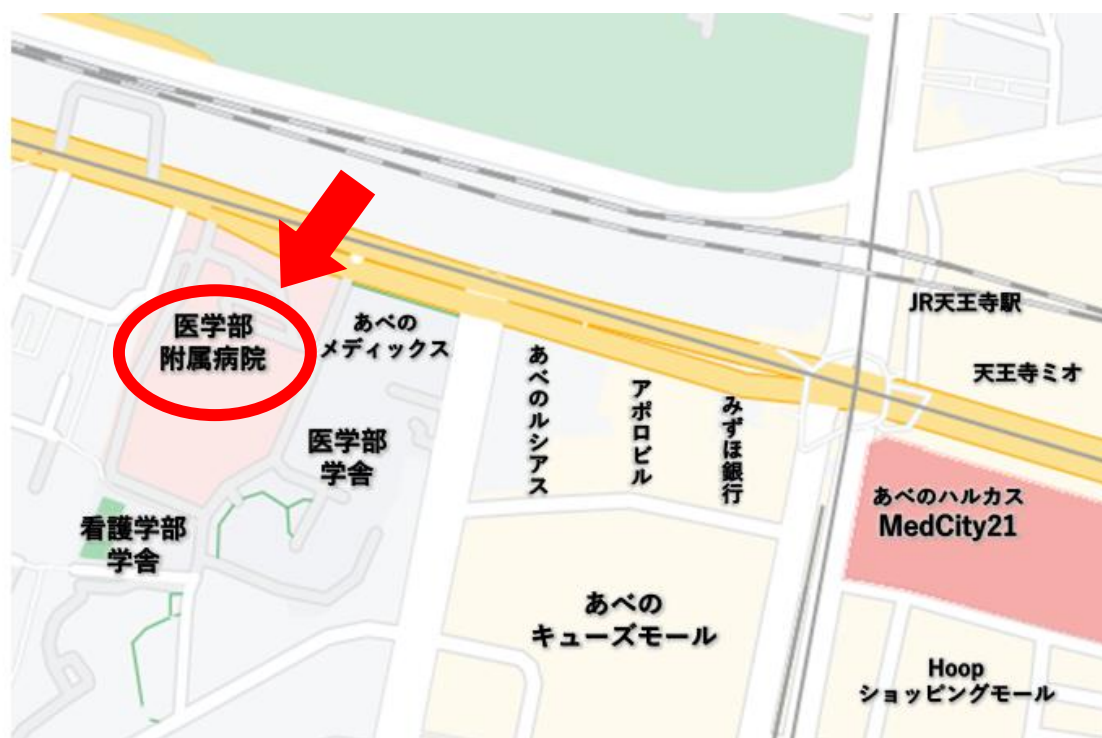 JR天王寺駅
医学部
附属病院
あべの
メディックス
あべのルシアス
アポロビル
みずほ銀行
天王寺ミオ
医学部
学舎
あべのハルカス
MedCity21
看護学部
学舎
あべの
キューズモール
Hoop
ショッピングモール